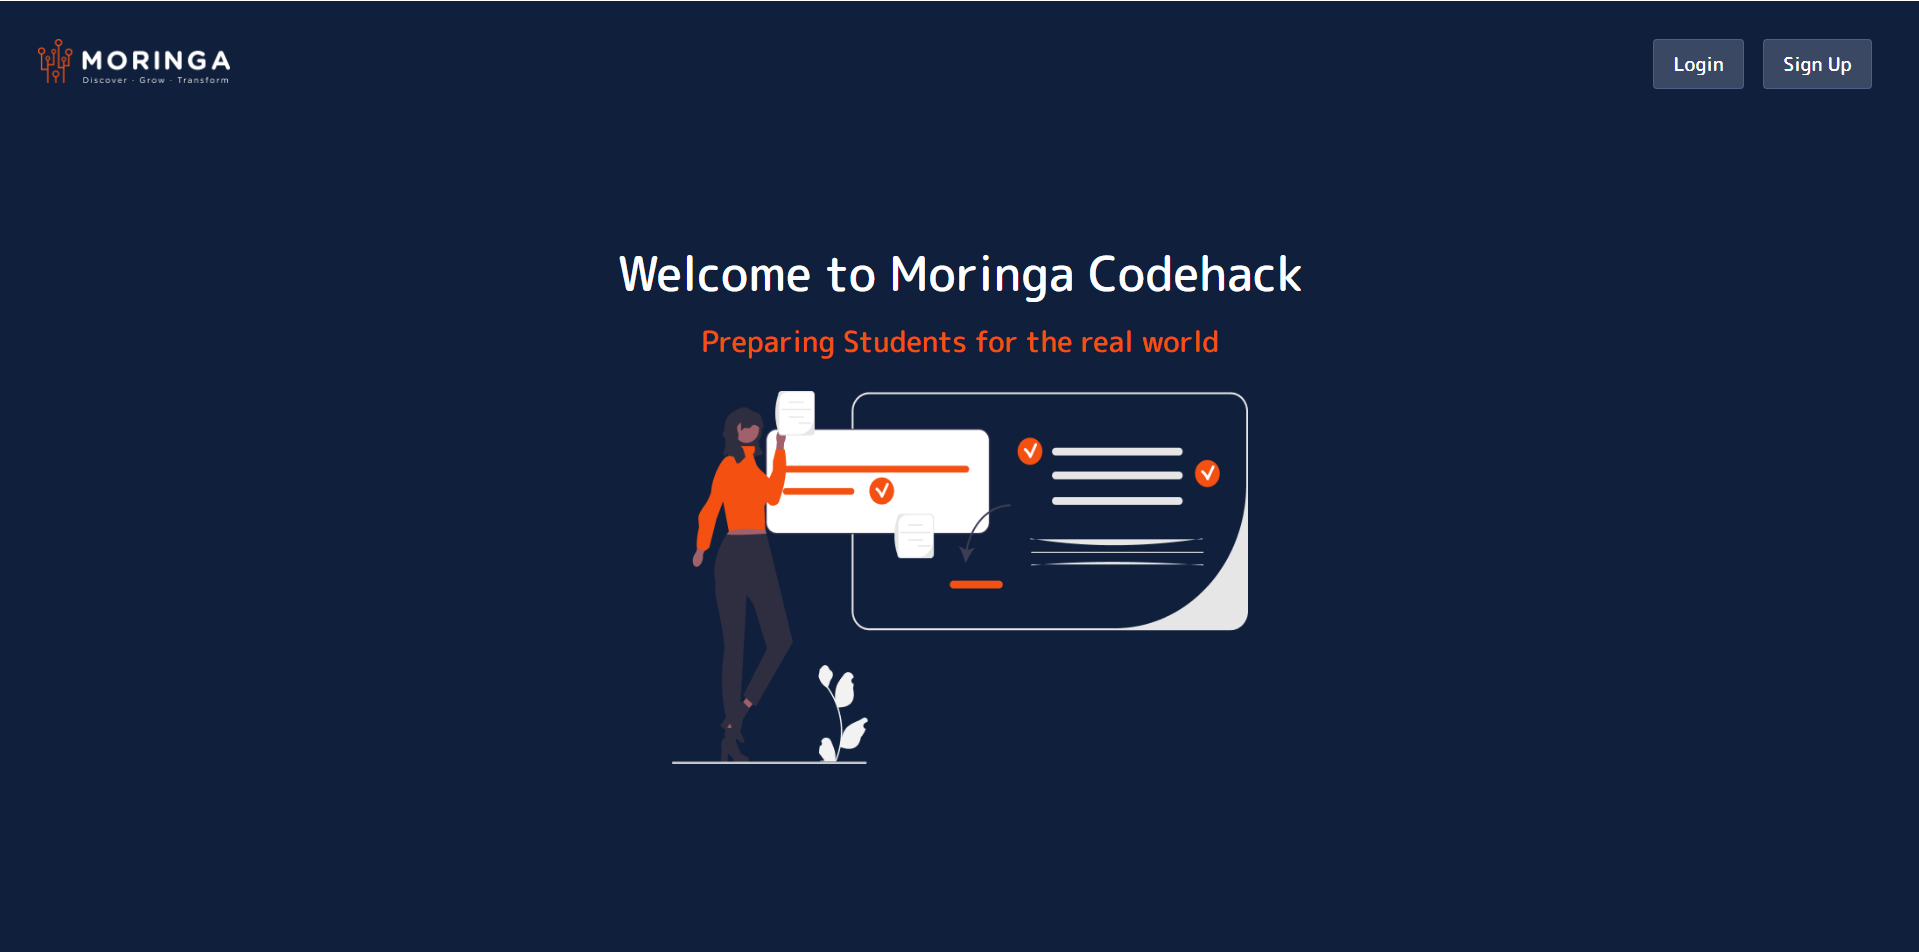 MORINGA
Discover · Grow · Transform
Login
Sign Up
Welcome to Moringa Codehack
Preparing Students for the real world